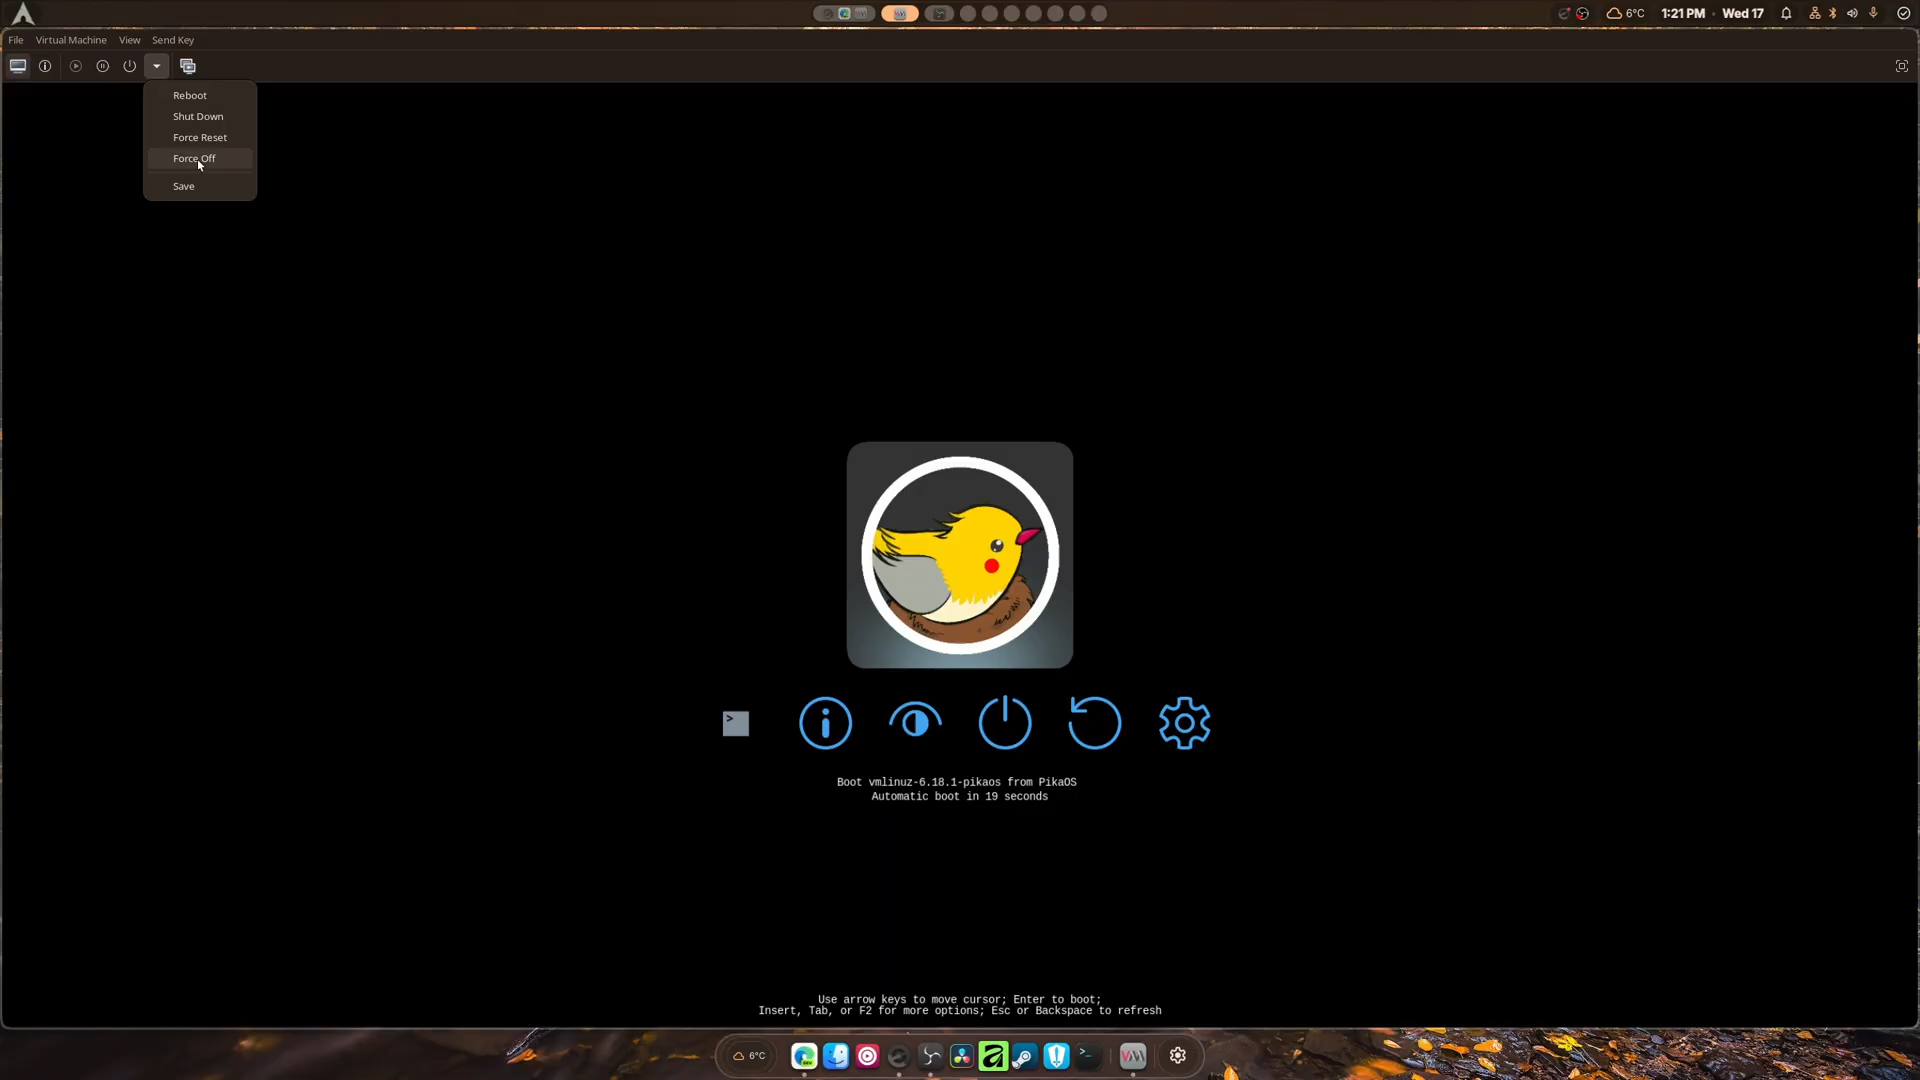 6°C 1:21 PM · Wed 17
File Virtual Machine View Send Key
Reboot
Shut Down
Force Reset
Force Off
Save
Boot vmlinuz-6.18.1-pikaos from PikaOS
Automatic boot in 19 seconds
Use arrow keys to move cursor; Enter to boot;
Insert, Tab, or F2 for more options; Esc or Backspace to refresh
6°C